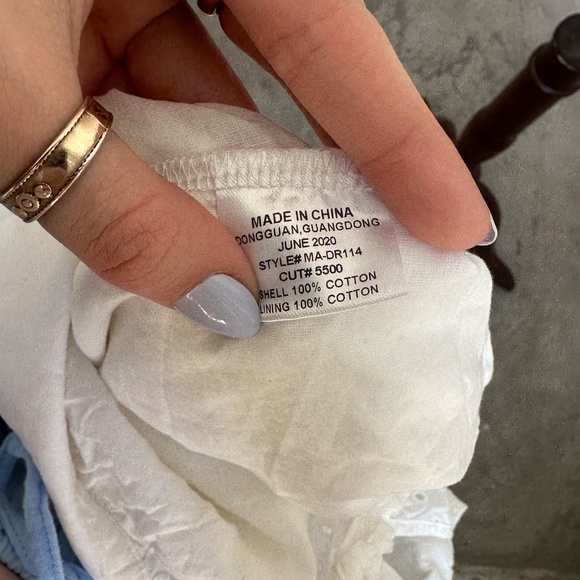 MADE IN CHINA
DONGGUAN,GUANGDONG
JUNE 2020
STYLE# MA-DR114
CUT# 5500
SHELL 100% COTTON
LINING 100% COTTON